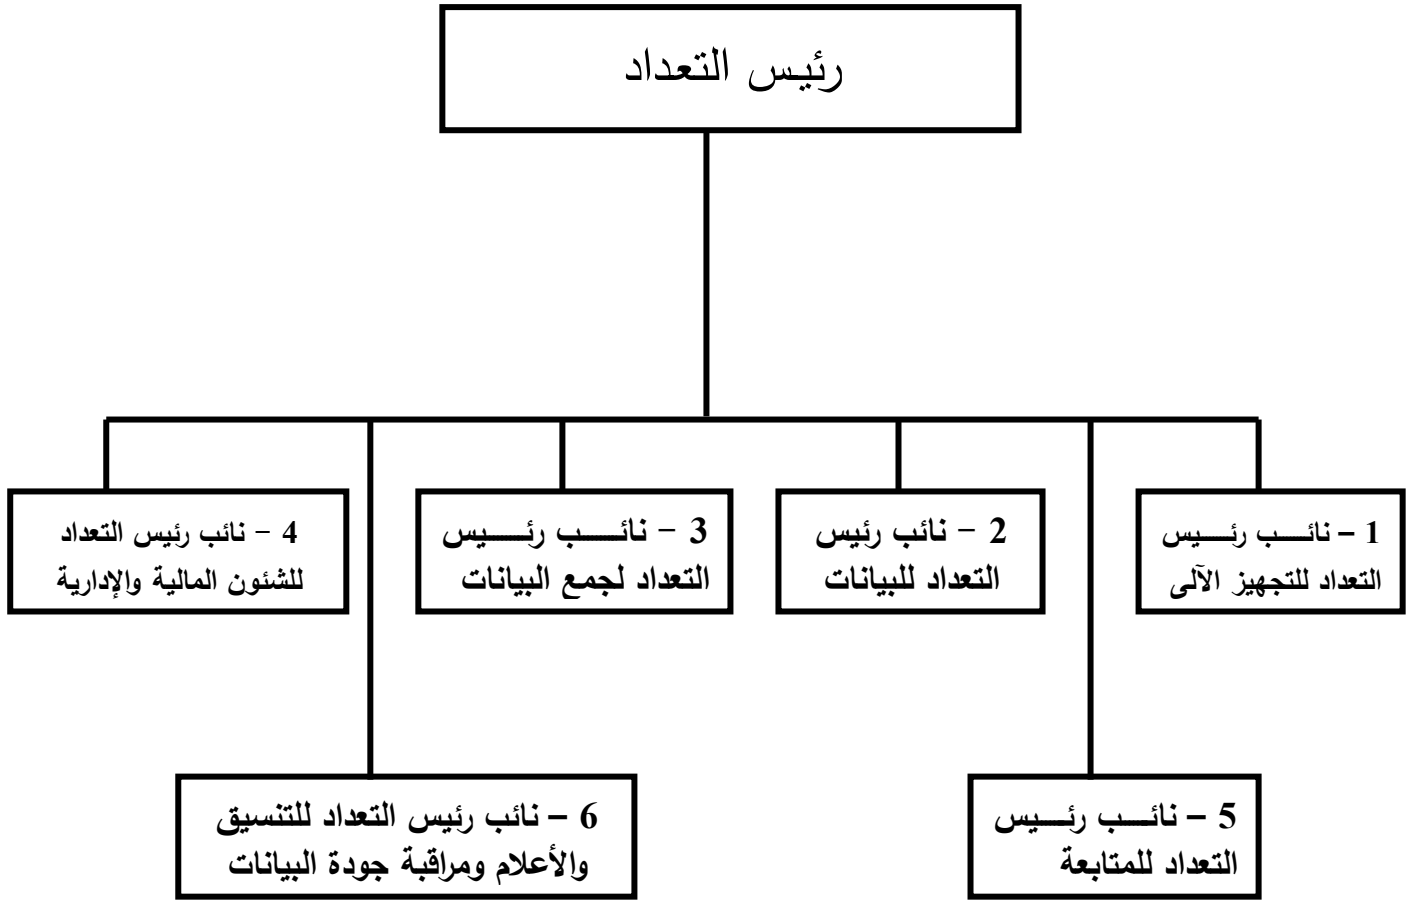 رئيس التعداد
1 – نائب رئيس
التعداد للتجهيز الآلى
2 - نائب رئيس
التعداد للبيانات
3 - نائب رئيس
التعداد لجمع البيانات
4 - نائب رئيس التعداد
للشئون المالية والإدارية
5 – نائب رئيس
التعداد للمتابعة
6 – نائب رئيس التعداد للتنسيق
والأعلام ومراقبة جودة البيانات